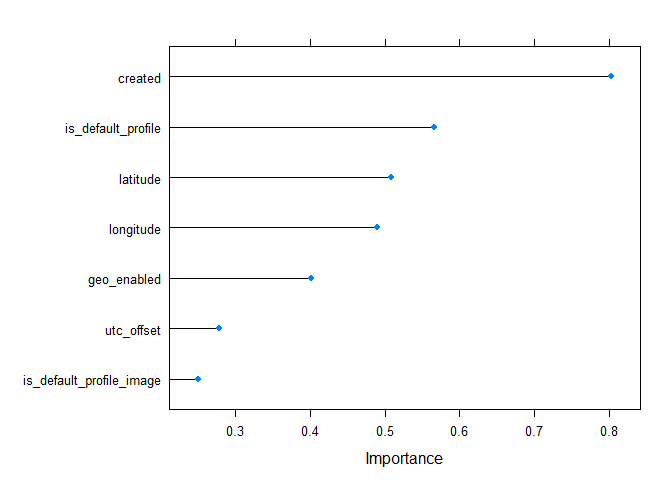 created
is_default_profile
latitude
longitude
geo_enabled
utc_offset
is_default_profile_image
0.3 0.4 0.5 0.6 0.7 0.8
Importance